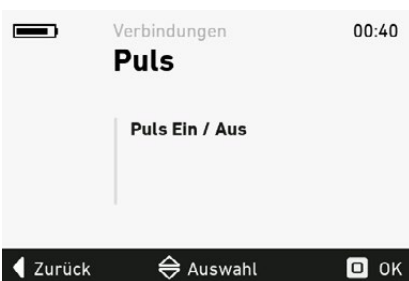 Verbindungen 00:40
Puls
Puls Ein / Aus
Zurück Auswahl OK